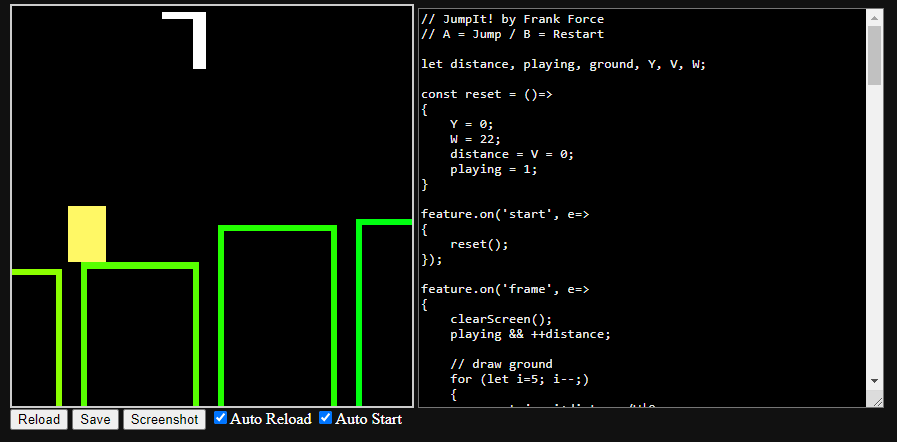 7
// JumpIt! by Frank Force
// A = Jump / B = Restart
let distance, playing, ground, Y, V, W;
const reset = ()=>
{
    Y = 0;
    W = 22;
    distance = V = 0;
    playing = 1;
}
feature.on('start', e=>
{
    reset();
});
feature.on('frame', e=>
{
    clearScreen();
    playing && ++distance;
    // draw ground
    for (let i=5; i--;)
    {
Reload Save Screenshot Auto Reload Auto Start